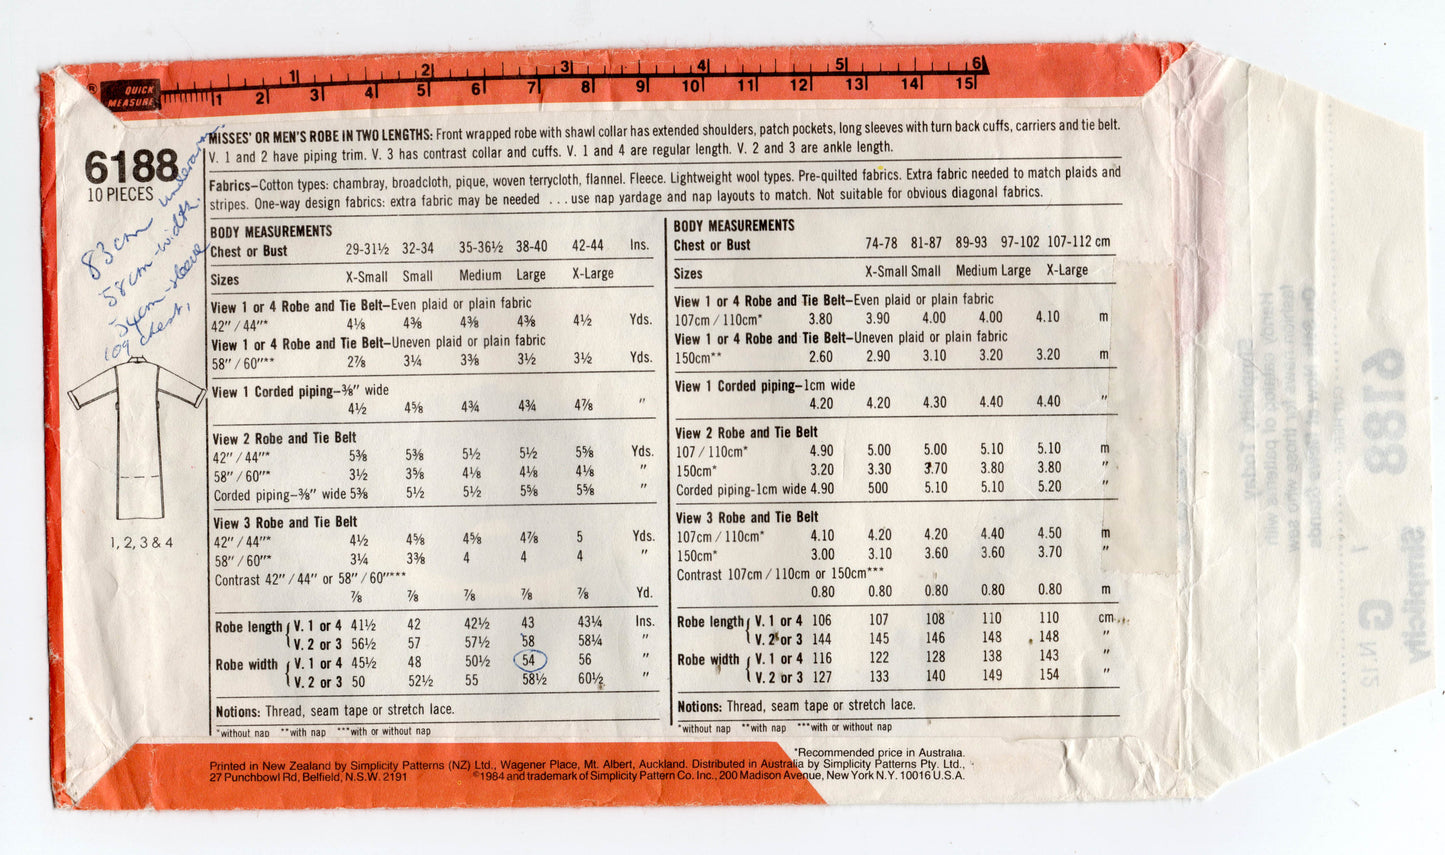 QUICK
MEASURE
1 2 3 4 5 6
1 2 3 4 5 6 7 8 9 10 11 12 13 14 15
6188
10 PIECES
83cm underarm
58cm-width.
54cm-sleeve
109 chest,
1, 2, 3 & 4
MISSES' OR MEN'S ROBE IN TWO LENGTHS: Front wrapped robe with shawl collar has extended shoulders, patch pockets, long sleeves with turn back cuffs, carriers and tie belt.
V. 1 and 2 have piping trim. V. 3 has contrast collar and cuffs. V. 1 and 4 are regular length. V. 2 and 3 are ankle length.
Fabrics–Cotton types: chambray, broadcloth, pique, woven terrycloth, flannel. Fleece. Lightweight wool types. Pre-quilted fabrics. Extra fabric needed to match plaids and
stripes. One-way design fabrics: extra fabric may be needed ... use nap yardage and nap layouts to match. Not suitable for obvious diagonal fabrics.
BODY MEASUREMENTS
Chest or Bust 29-31½ 32-34 35-36½ 38-40 42-44 Ins.
Sizes X-Small Small Medium Large X-Large
View 1 or 4 Robe and Tie Belt–Even plaid or plain fabric
42"/44"* 4⅛ 4⅜ 4⅜ 4⅜ 4½ Yds.
View 1 or 4 Robe and Tie Belt–Uneven plaid or plain fabric
58"/60"** 2⅞ 3¼ 3⅜ 3½ 3½ Yds.
View 1 Corded piping–⅜" wide
4½ 4⅝ 4¾ 4¾ 4⅞ "
View 2 Robe and Tie Belt
42"/44"* 5⅜ 5⅜ 5½ 5½ 5⅝ Yds.
58"/60"* 3½ 3⅝ 4⅛ 4⅛ 4⅛ "
Corded piping–⅜" wide 5⅜ 5½ 5½ 5⅝ 5⅝ "
View 3 Robe and Tie Belt
42"/44"* 4½ 4⅝ 4⅝ 4⅞ 5 Yds.
58"/60"* 3¼ 3⅜ 4 4 4 "
Contrast 42"/44" or 58"/60"***
⅞ ⅞ ⅞ ⅞ ⅞ Yd.
Robe length V. 1 or 4 41½ 42 42½ 43 43¼ Ins.
V. 2 or 3 56½ 57 57½ 58 58¼ "
Robe width V. 1 or 4 45½ 48 50½ 54 56 "
V. 2 or 3 50 52½ 55 58½ 60½ "
Notions: Thread, seam tape or stretch lace.
*without nap **with nap ***with or without nap
BODY MEASUREMENTS
Chest or Bust 74-78 81-87 89-93 97-102 107-112 cm
Sizes X-Small Small Medium Large X-Large
View 1 or 4 Robe and Tie Belt–Even plaid or plain fabric
107cm/110cm* 3.80 3.90 4.00 4.00 4.10 m
View 1 or 4 Robe and Tie Belt–Uneven plaid or plain fabric
150cm** 2.60 2.90 3.10 3.20 3.20 m
View 1 Corded piping–1cm wide
4.20 4.20 4.30 4.40 4.40 "
View 2 Robe and Tie Belt
107/110cm* 4.90 5.00 5.00 5.10 5.10 m
150cm* 3.20 3.30 3.70 3.80 3.80 "
Corded piping-1cm wide 4.90 500 5.10 5.10 5.20 "
View 3 Robe and Tie Belt
107cm/110cm* 4.10 4.20 4.20 4.40 4.50 m
150cm* 3.00 3.10 3.60 3.60 3.70 "
Contrast 107cm/110cm or 150cm***
0.80 0.80 0.80 0.80 0.80 m
Robe length V. 1 or 4 106 107 108 110 110 cm
V. 2 or 3 144 145 146 148 148 "
Robe width V. 1 or 4 116 122 128 138 143 "
V. 2 or 3 127 133 140 149 154 "
Notions: Thread, seam tape or stretch lace.
*without nap **with nap ***with or without nap
*Recommended price in Australia.
Printed in New Zealand by Simplicity Patterns (NZ) Ltd., Wagener Place, Mt. Albert, Auckland. Distributed in Australia by Simplicity Patterns Pty. Ltd.,
27 Punchbowl Rd, Belfield, N.S.W. 2191 ©1984 and trademark of Simplicity Pattern Co. Inc., 200 Madison Avenue, New York N.Y. 10016 U.S.A.
6188
Simplicity
G
N.12